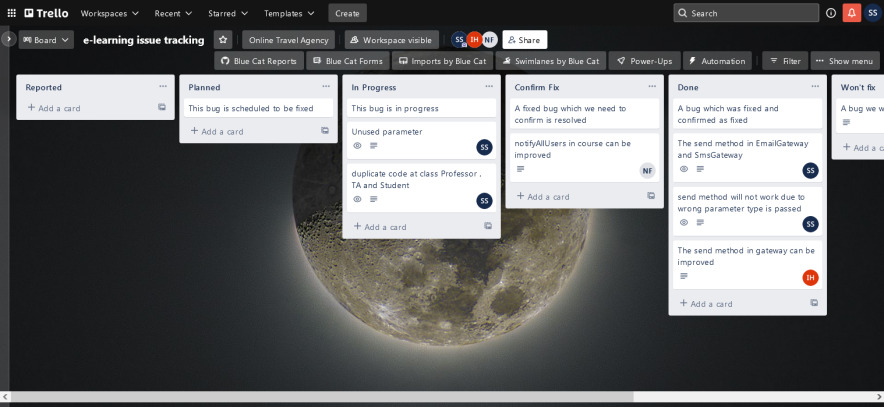 Trello
Workspaces
Recent
Starred
Templates
Create
Search
SS
Board
e-learning issue tracking
Online Travel Agency
Workspace visible
SS
IH
NF
Share
Blue Cat Reports
Blue Cat Forms
Imports by Blue Cat
Swimlanes by Blue Cat
Power-Ups
Automation
Filter
Show menu
Reported
+ Add a card
Planned
This bug is scheduled to be fixed
+ Add a card
In Progress
This bug is in progress
Unused parameter
SS
duplicate code at class Professor ,
TA and Student
SS
+ Add a card
Confirm Fix
A fixed bug which we need to
confirm is resolved
notifyAllUsers in course can be
improved
NF
+ Add a card
Done
A bug which was fixed and
confirmed as fixed
The send method in EmailGateway
and SmsGateway
SS
send method will not work due to
wrong parameter type is passed
SS
The send method in gateway can be
improved
IH
+ Add a card
Won't fix
A bug we w
+ Add a c